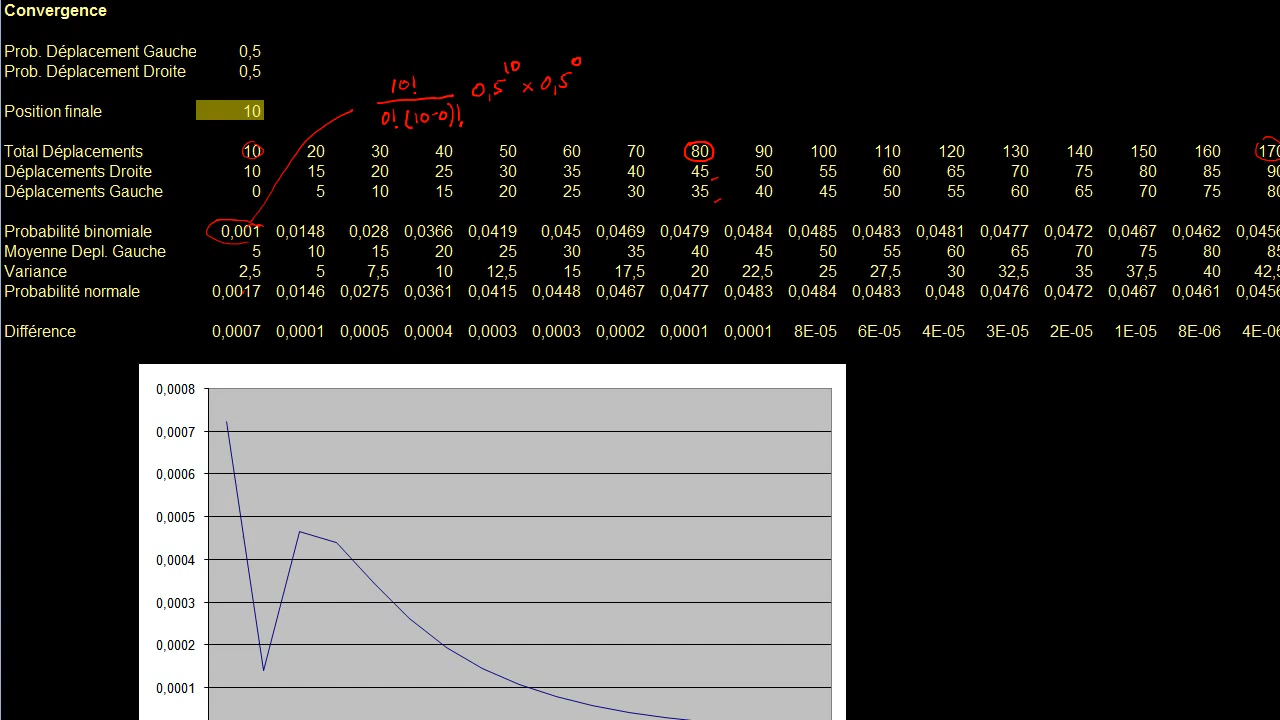 Convergence
Prob. Déplacement Gauche 0,5
Prob. Déplacement Droite 0,5
10! / 0! (10-0)! 0,5^10 × 0,5^0
Position finale 10
Total Déplacements 10 20 30 40 50 60 70 80 90 100 110 120 130 140 150 160 170
Déplacements Droite 10 15 20 25 30 35 40 45 50 55 60 65 70 75 80 85 90
Déplacements Gauche 0 5 10 15 20 25 30 35 40 45 50 55 60 65 70 75 80
Probabilité binomiale 0,001 0,0148 0,028 0,0366 0,0419 0,045 0,0469 0,0479 0,0484 0,0485 0,0483 0,0481 0,0477 0,0472 0,0467 0,0462 0,0456
Moyenne Depl. Gauche 5 10 15 20 25 30 35 40 45 50 55 60 65 70 75 80 85
Variance 2,5 5 7,5 10 12,5 15 17,5 20 22,5 25 27,5 30 32,5 35 37,5 40 42,5
Probabilité normale 0,0017 0,0146 0,0275 0,0361 0,0415 0,0448 0,0467 0,0477 0,0483 0,0484 0,0483 0,048 0,0476 0,0472 0,0467 0,0461 0,0456
Différence 0,0007 0,0001 0,0005 0,0004 0,0003 0,0003 0,0002 0,0001 0,0001 8E-05 6E-05 4E-05 3E-05 2E-05 1E-05 8E-06 4E-06
0,0008
0,0007
0,0006
0,0005
0,0004
0,0003
0,0002
0,0001